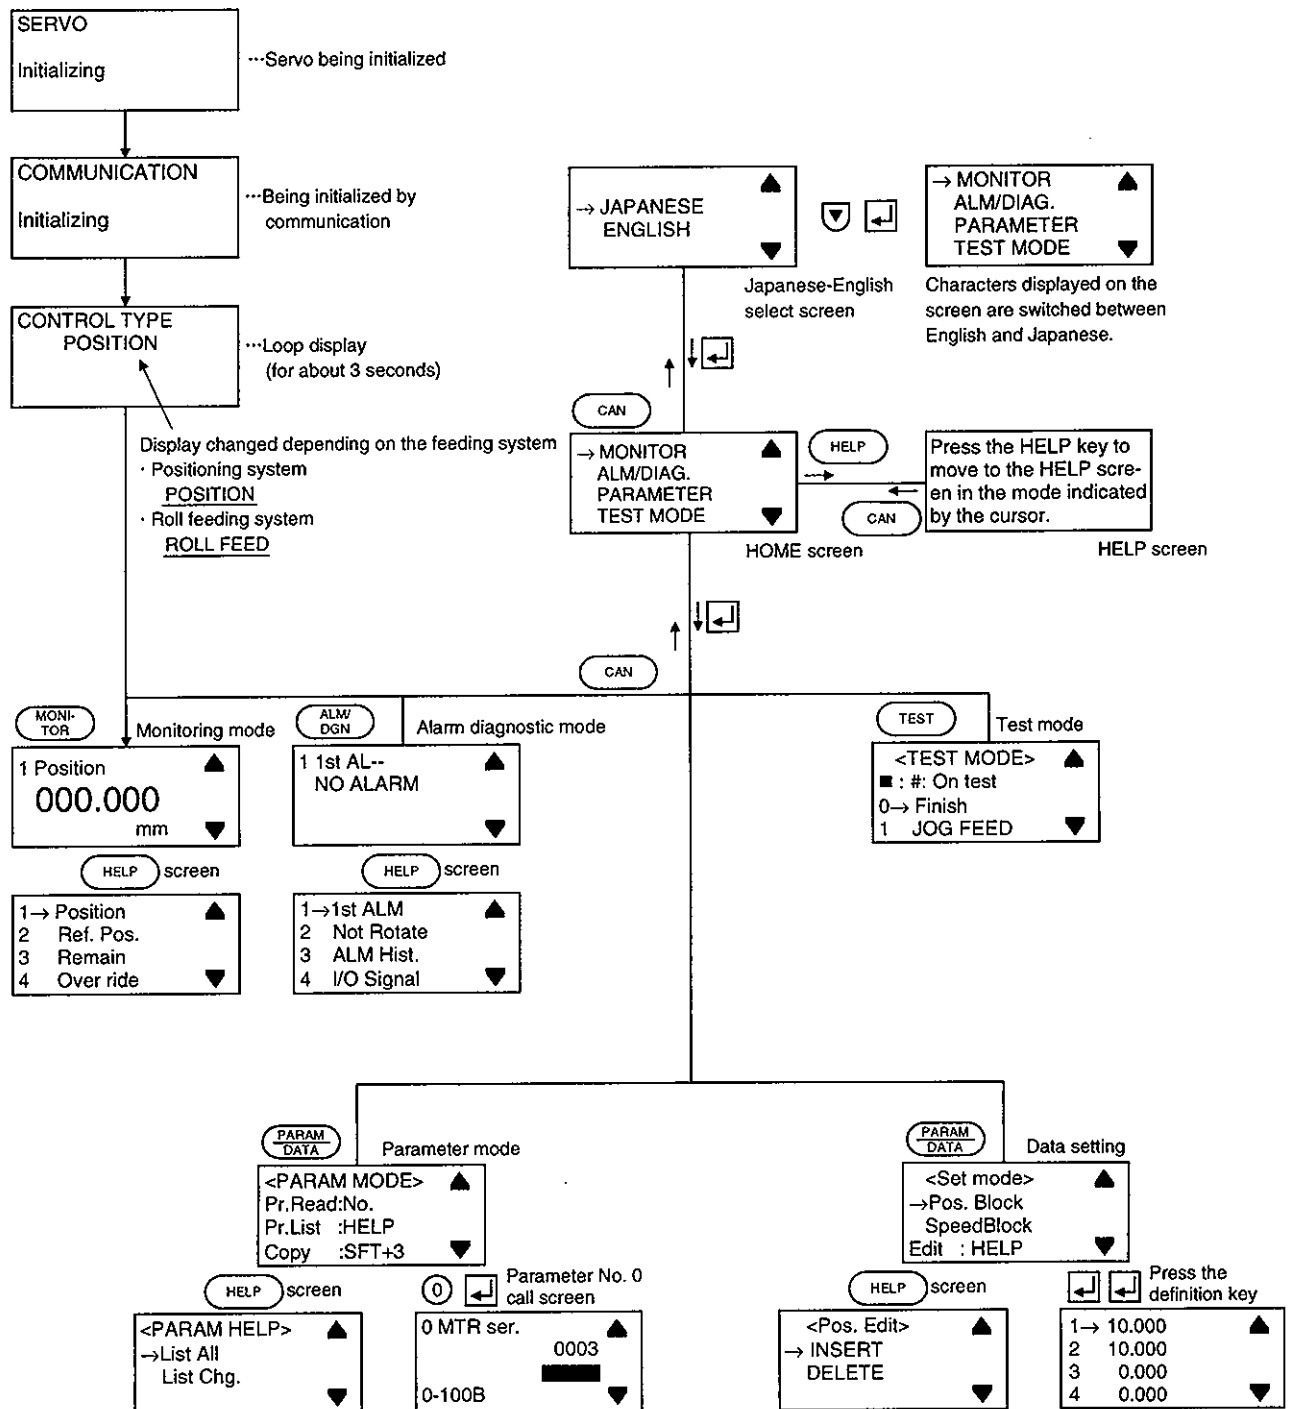 SERVO
Initializing
···Servo being initialized
COMMUNICATION
Initializing
···Being initialized by
communication
CONTROL TYPE
POSITION
···Loop display
(for about 3 seconds)
Display changed depending on the feeding system
· Positioning system
POSITION
· Roll feeding system
ROLL FEED
→ JAPANESE
ENGLISH
Japanese-English
select screen
→ MONITOR
ALM/DIAG.
PARAMETER
TEST MODE
Characters displayed on the
screen are switched between
English and Japanese.
CAN
→ MONITOR
ALM/DIAG.
PARAMETER
TEST MODE
HOME screen
HELP
CAN
Press the HELP key to
move to the HELP scre-
en in the mode indicated
by the cursor.
HELP screen
CAN
MONI-
TOR
Monitoring mode
1 Position
000.000
mm
HELP screen
1→ Position
2 Ref. Pos.
3 Remain
4 Over ride
ALM/
DGN
Alarm diagnostic mode
1 1st AL--
NO ALARM
HELP screen
1→1st ALM
2 Not Rotate
3 ALM Hist.
4 I/O Signal
TEST
Test mode
<TEST MODE>
■ : #: On test
0→ Finish
1 JOG FEED
PARAM
DATA
Parameter mode
<PARAM MODE>
Pr.Read:No.
Pr.List :HELP
Copy :SFT+3
HELP screen
<PARAM HELP>
→List All
List Chg.
0
Parameter No. 0
call screen
0 MTR ser.
0003
0-100B
PARAM
DATA
Data setting
<Set mode>
→Pos. Block
SpeedBlock
Edit : HELP
HELP screen
<Pos. Edit>
→ INSERT
DELETE
Press the
definition key
1→ 10.000
2 10.000
3 0.000
4 0.000